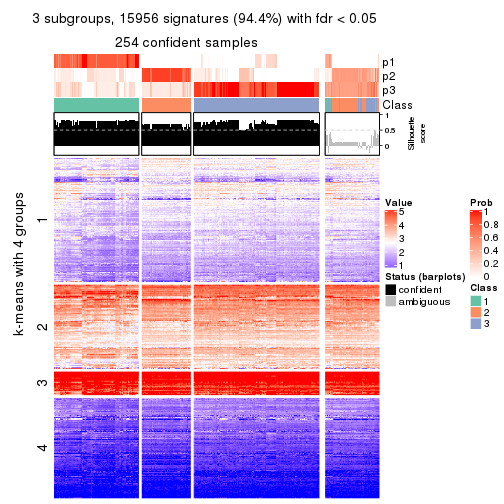 3 subgroups, 15956 signatures (94.4%) with fdr < 0.05
254 confident samples
p1
p2
p3
Class
1
0.5
0
Silhouette
score
k-means with 4 groups
1
2
3
4
Value
5
4
3
2
1
Status (barplots)
confident
ambiguous
Prob
1
0.8
0.6
0.4
0.2
0
Class
1
2
3